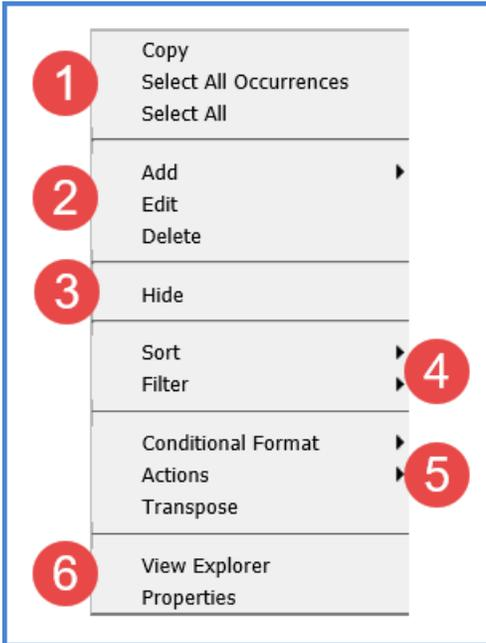 1
Copy
Select All Occurrences
Select All
2
Add
Edit
Delete
3
Hide
Sort
Filter
4
Conditional Format
Actions
Transpose
5
6
View Explorer
Properties